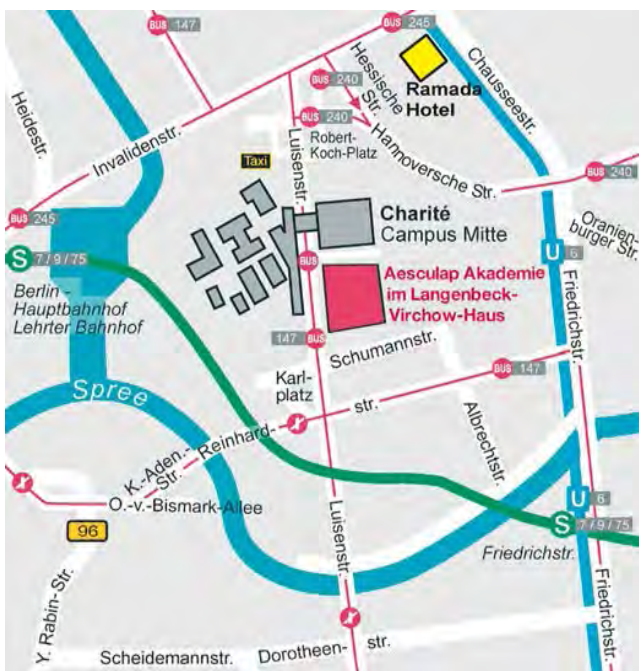 BUS 147
BUS 245
Hessische
Str.
BUS 240
Ramada
Hotel
Chausseestr.
Heidestr.
Invalidenstr.
BUS 240
Luisenstr.
Robert-
Koch-Platz
Hannoversche Str.
Taxi
BUS 240
BUS 245
Charité
Campus Mitte
Oranien-
burger Str.
S 7 / 9 / 75
BUS
U 6
Berlin -
Hauptbahnhof
Lehrter Bahnhof
Aesculap Akademie
im Langenbeck-
Virchow-Haus
Friedrichstr.
147 BUS
Schumannstr.
BUS 147
Spree
Karl-
platz
Albrechtstr.
K.-Aden.-
Str.
Reinhard-
str.
O.-v.-Bismark-Allee
96
U 6
S 7 / 9 / 75
Luisenstr.
Friedrichstr.
Friedrichstr.
Y. Rabin-Str.
Scheidemannstr.
Dorotheen-
str.